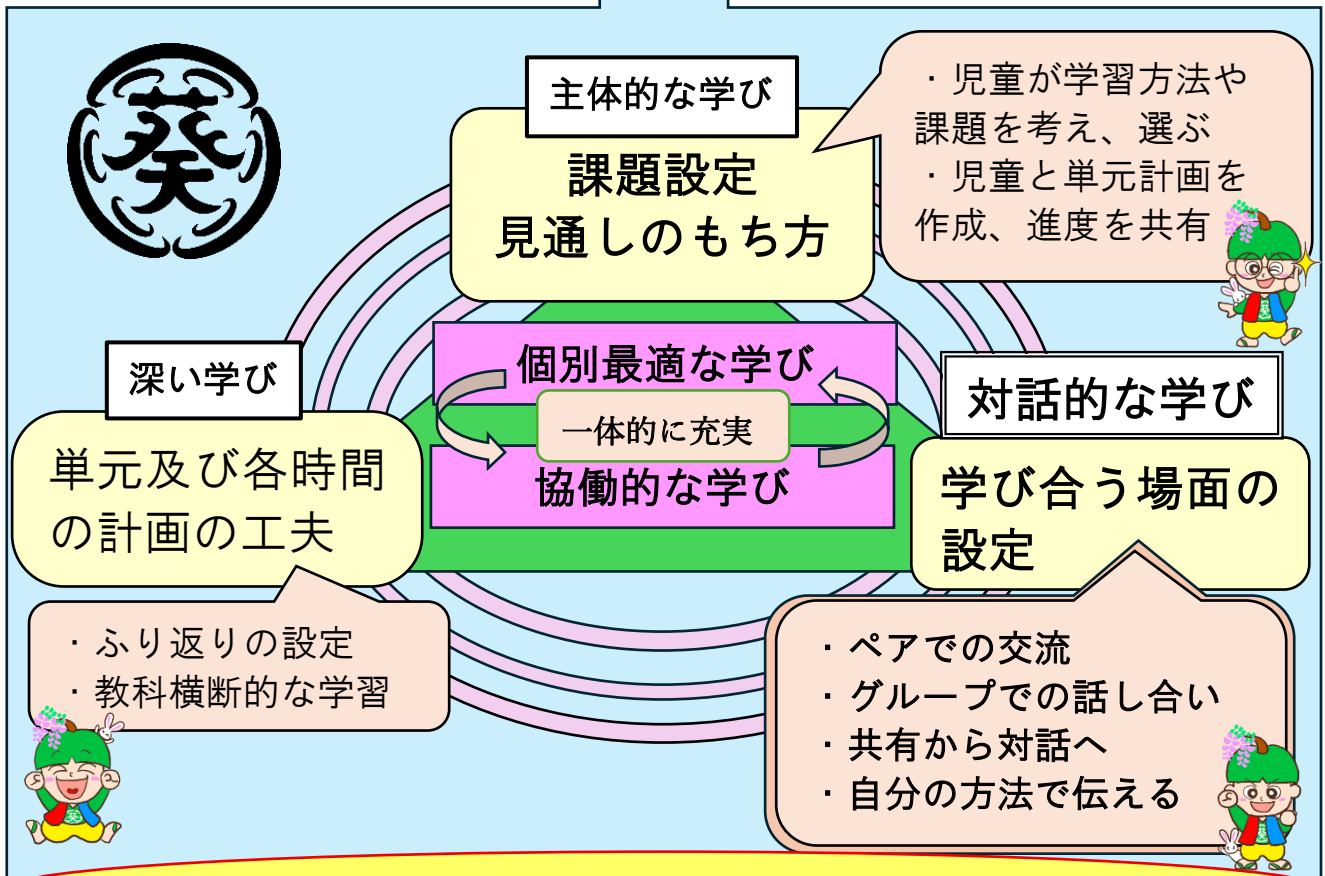 葵
主体的な学び
課題設定
見通しのもち方
・児童が学習方法や
課題を考え、選ぶ
・児童と単元計画を
作成、進度を共有
個別最適な学び
一体的に充実
協働的な学び
深い学び
単元及び各時間
の計画の工夫
・ふり返りの設定
・教科横断的な学習
対話的な学び
学び合う場面の
設定
・ペアでの交流
・グループでの話し合い
・共有から対話へ
・自分の方法で伝える